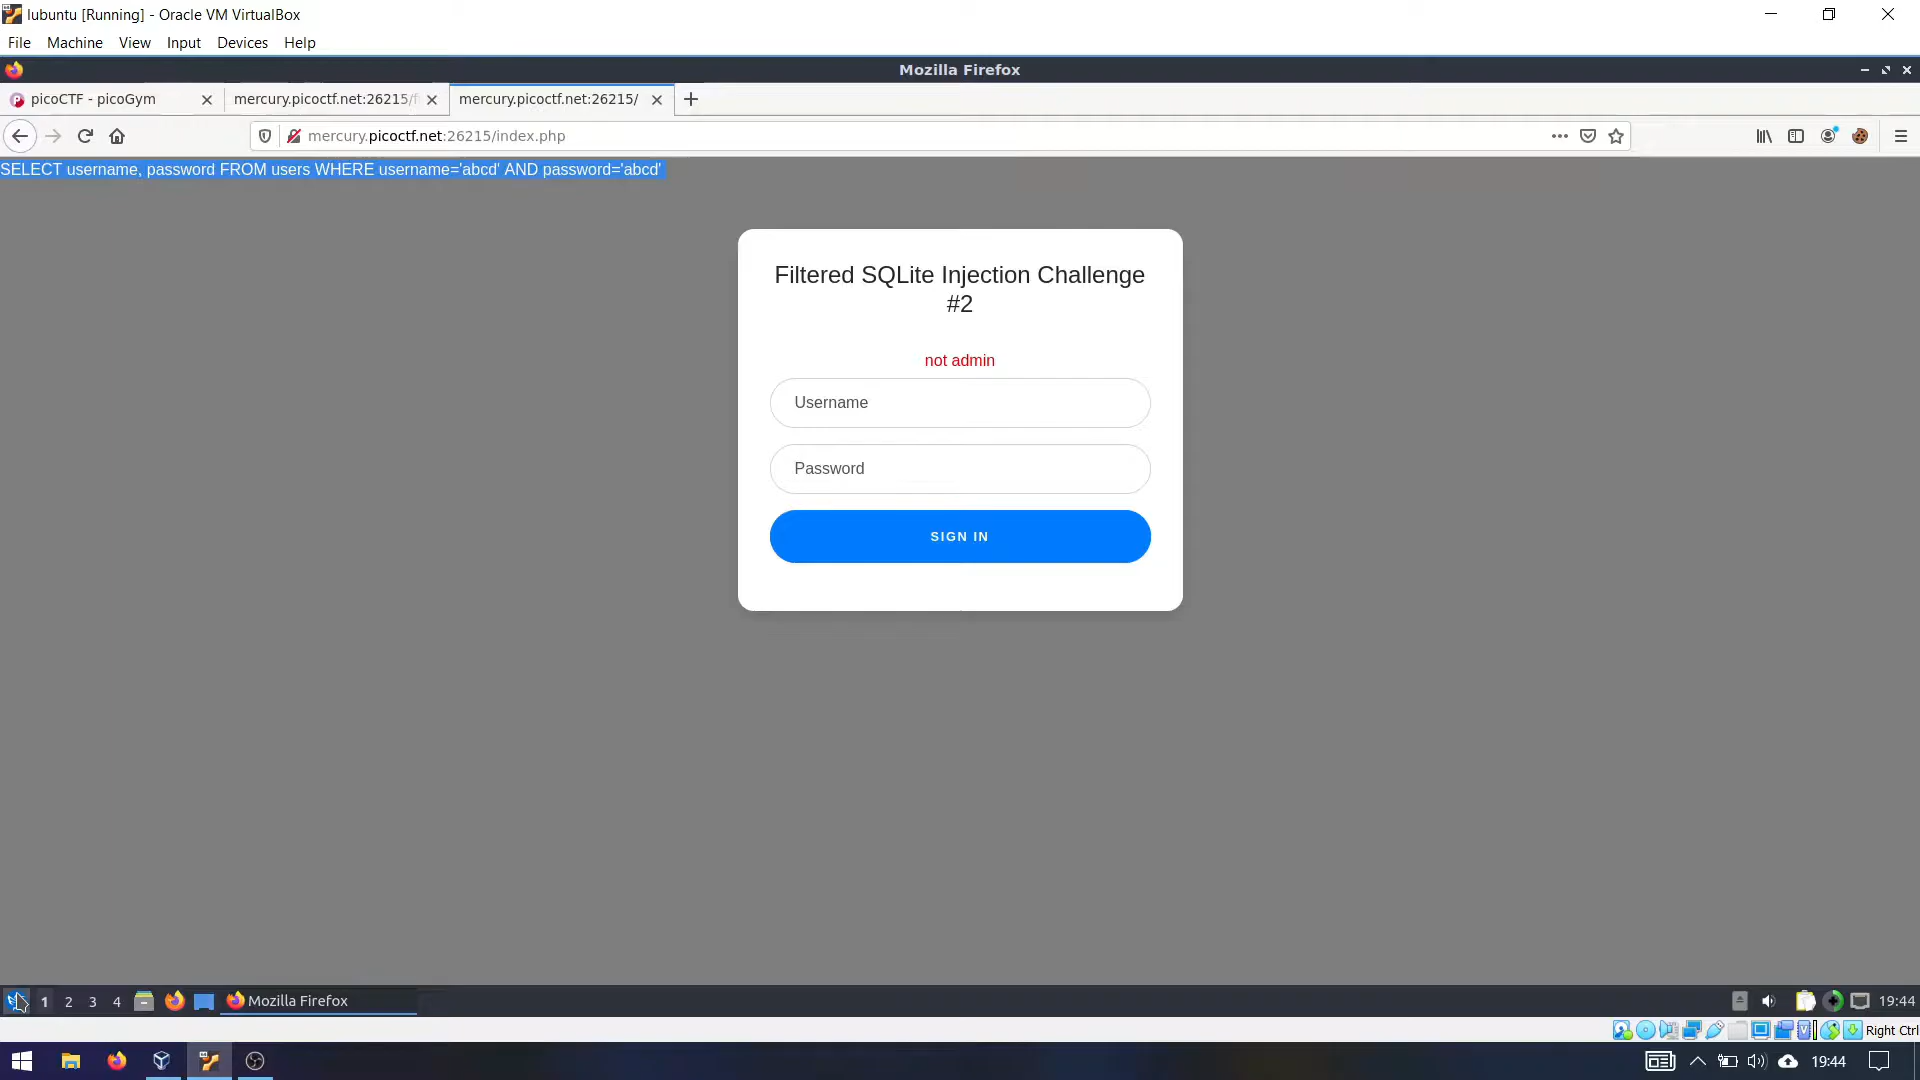 lubuntu [Running] - Oracle VM VirtualBox
File Machine View Input Devices Help
Mozilla Firefox
picoCTF - picoGym
mercury.picoctf.net:26215/f
mercury.picoctf.net:26215/
mercury.picoctf.net:26215/index.php
SELECT username, password FROM users WHERE username='abcd' AND password='abcd'
Filtered SQLite Injection Challenge
#2
not admin
Username
Password
SIGN IN
1 2 3 4 Mozilla Firefox 19:44
Right Ctrl
19:44